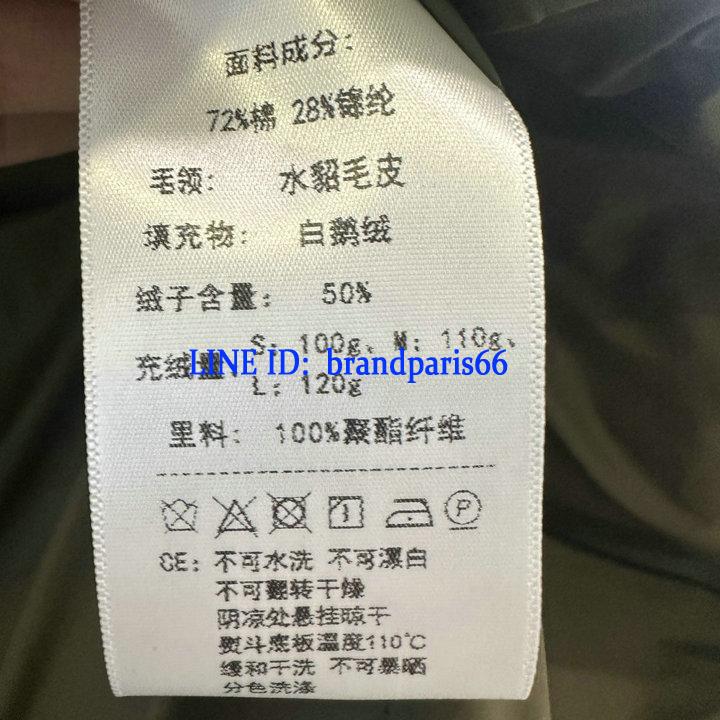 面料成分:
72%棉 28%锦纶
毛领: 水貂毛皮
填充物: 白鹅绒
绒子含量: 50%
充绒量: S: 100g、M: 110g、
L: 120g
LINE ID: brandparis66
里料: 100%聚酯纤维
P
CE: 不可水洗 不可漂白
不可翻转干燥
阴凉处悬挂晾干
熨斗底板温度110℃
缓和干洗 不可暴晒
分色洗涤